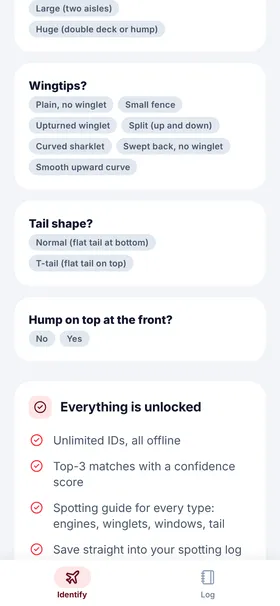 Large (two aisles)
Huge (double deck or hump)
Wingtips?
Plain, no winglet
Small fence
Upturned winglet
Split (up and down)
Curved sharklet
Swept back, no winglet
Smooth upward curve
Tail shape?
Normal (flat tail at bottom)
T-tail (flat tail on top)
Hump on top at the front?
No
Yes
Everything is unlocked
Unlimited IDs, all offline
Top-3 matches with a confidence
score
Spotting guide for every type:
engines, winglets, windows, tail
Save straight into your spotting log
Identify
Log